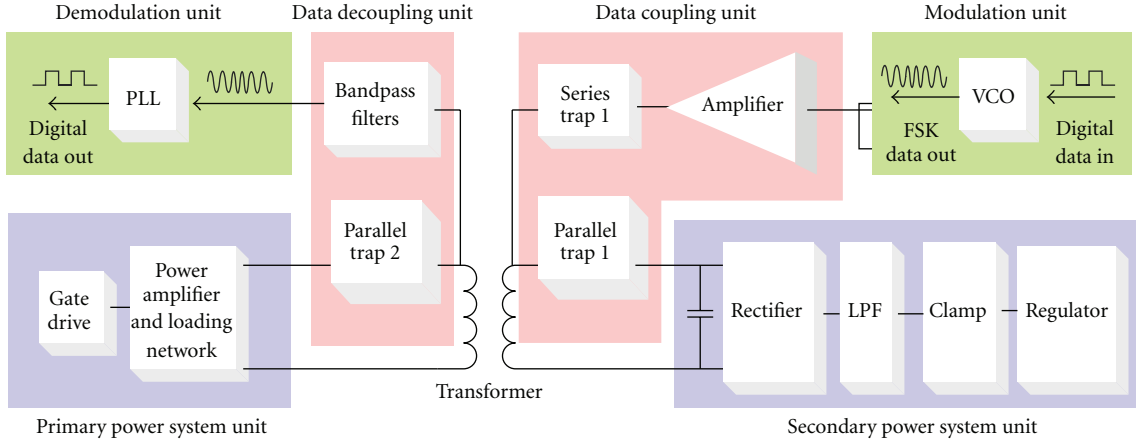 Demodulation unit
Data decoupling unit
Data coupling unit
Modulation unit
PLL
Digital
data out
Bandpass
filters
Series
trap 1
Amplifier
VCO
FSK
data out
Digital
data in
Gate
drive
Power
amplifier
and loading
network
Parallel
trap 2
Parallel
trap 1
Rectifier
LPF
Clamp
Regulator
Transformer
Primary power system unit
Secondary power system unit